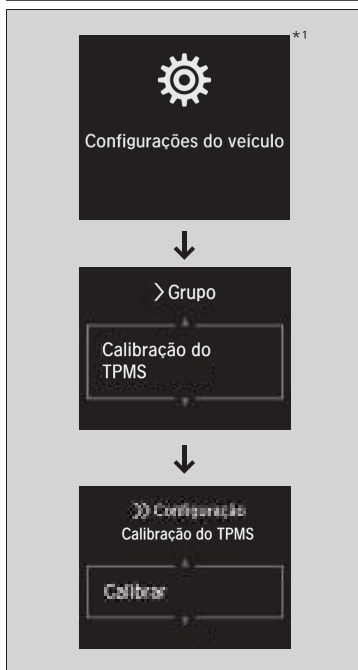 *1
Configurações do veículo
Grupo
Calibração do
TPMS
Configuração
Calibração do TPMS
Calibrar